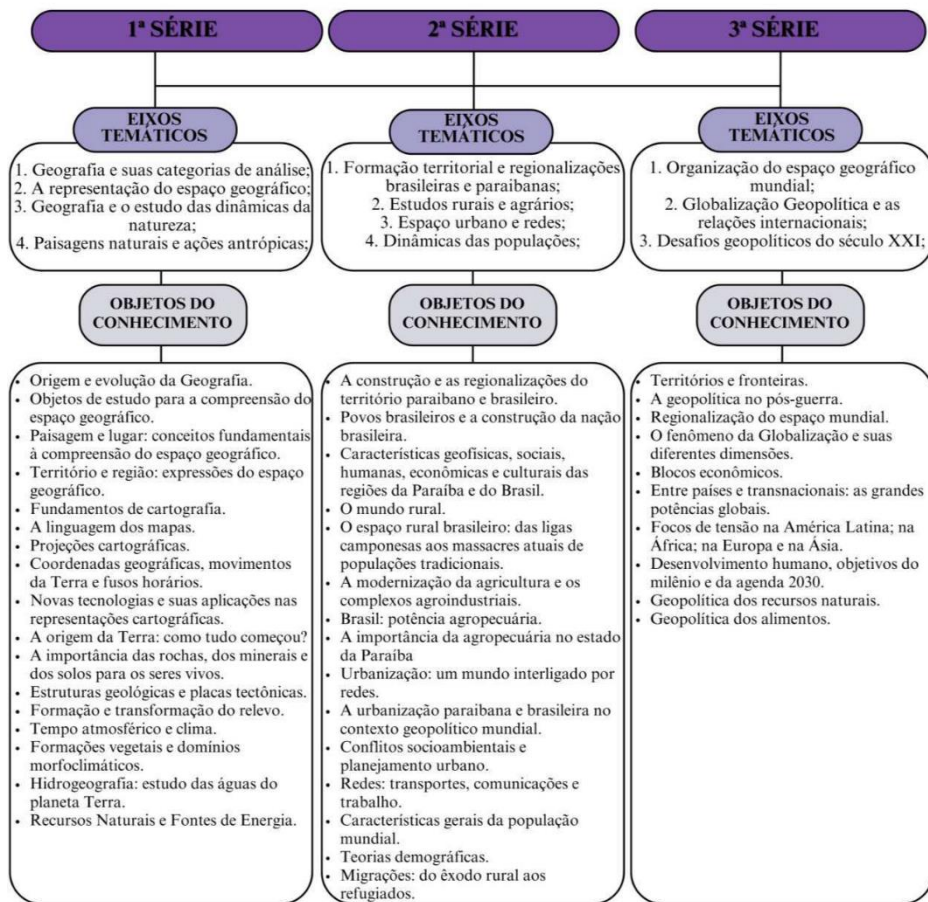 1ª SÉRIE
EIXOS
TEMÁTICOS
1. Geografia e suas categorias de análise;
2. A representação do espaço geográfico;
3. Geografia e o estudo das dinâmicas da
natureza;
4. Paisagens naturais e ações antrópicas;
OBJETOS DO
CONHECIMENTO
• Origem e evolução da Geografia.
• Objetos de estudo para a compreensão do
espaço geográfico.
• Paisagem e lugar: conceitos fundamentais
à compreensão do espaço geográfico.
• Território e região: expressões do espaço
geográfico.
• Fundamentos de cartografia.
• A linguagem dos mapas.
• Projeções cartográficas.
• Coordenadas geográficas, movimentos
da Terra e fusos horários.
• Novas tecnologias e suas aplicações nas
representações cartográficas.
• A origem da Terra: como tudo começou?
• A importância das rochas, dos minerais e
dos solos para os seres vivos.
• Estruturas geológicas e placas tectônicas.
• Formação e transformação do relevo.
• Tempo atmosférico e clima.
• Formações vegetais e domínios
morfoclimáticos.
• Hidrogeografia: estudo das águas do
planeta Terra.
• Recursos Naturais e Fontes de Energia.
2ª SÉRIE
EIXOS
TEMÁTICOS
1. Formação territorial e regionalizações
brasileiras e paraibanas;
2. Estudos rurais e agrários;
3. Espaço urbano e redes;
4. Dinâmicas das populações;
OBJETOS DO
CONHECIMENTO
• A construção e as regionalizações do
território paraibano e brasileiro.
• Povos brasileiros e a construção da nação
brasileira.
• Características geofísicas, sociais,
humanas, econômicas e culturais das
regiões da Paraíba e do Brasil.
• O mundo rural.
• O espaço rural brasileiro: das ligas
camponesas aos massacres atuais de
populações tradicionais.
• A modernização da agricultura e os
complexos agroindustriais.
• Brasil: potência agropecuária.
• A importância da agropecuária no estado
da Paraíba
• Urbanização: um mundo interligado por
redes.
• A urbanização paraibana e brasileira no
contexto geopolítico mundial.
• Conflitos socioambientais e
planejamento urbano.
• Redes: transportes, comunicações e
trabalho.
• Características gerais da população
mundial.
• Teorias demográficas.
• Migrações: do êxodo rural aos
refugiados.
3ª SÉRIE
EIXOS
TEMÁTICOS
1. Organização do espaço geográfico
mundial;
2. Globalização Geopolítica e as
relações internacionais;
3. Desafios geopolíticos do século XXI;
OBJETOS DO
CONHECIMENTO
• Territórios e fronteiras.
• A geopolítica no pós-guerra.
• Regionalização do espaço mundial.
• O fenômeno da Globalização e suas
diferentes dimensões.
• Blocos econômicos.
• Entre países e transnacionais: as grandes
potências globais.
• Focos de tensão na América Latina; na
África; na Europa e na Ásia.
• Desenvolvimento humano, objetivos do
milênio e da agenda 2030.
• Geopolítica dos recursos naturais.
• Geopolítica dos alimentos.